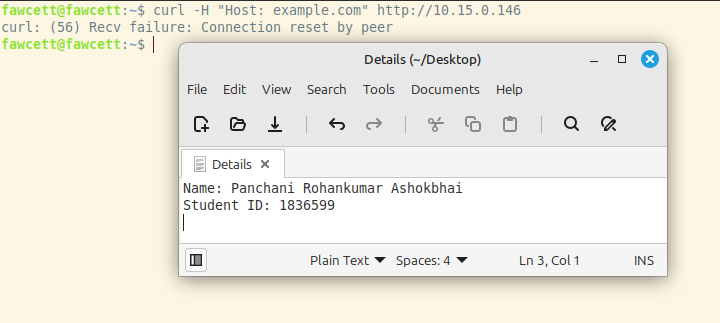 fawcett@fawcett:~$ curl -H "Host: example.com" http://10.15.0.146
curl: (56) Recv failure: Connection reset by peer
fawcett@fawcett:~$
Details (~/Desktop)
File Edit View Search Tools Documents Help
Details
Name: Panchani Rohankumar Ashokbhai
Student ID: 1836599
Plain Text Spaces: 4 Ln 3, Col 1 INS